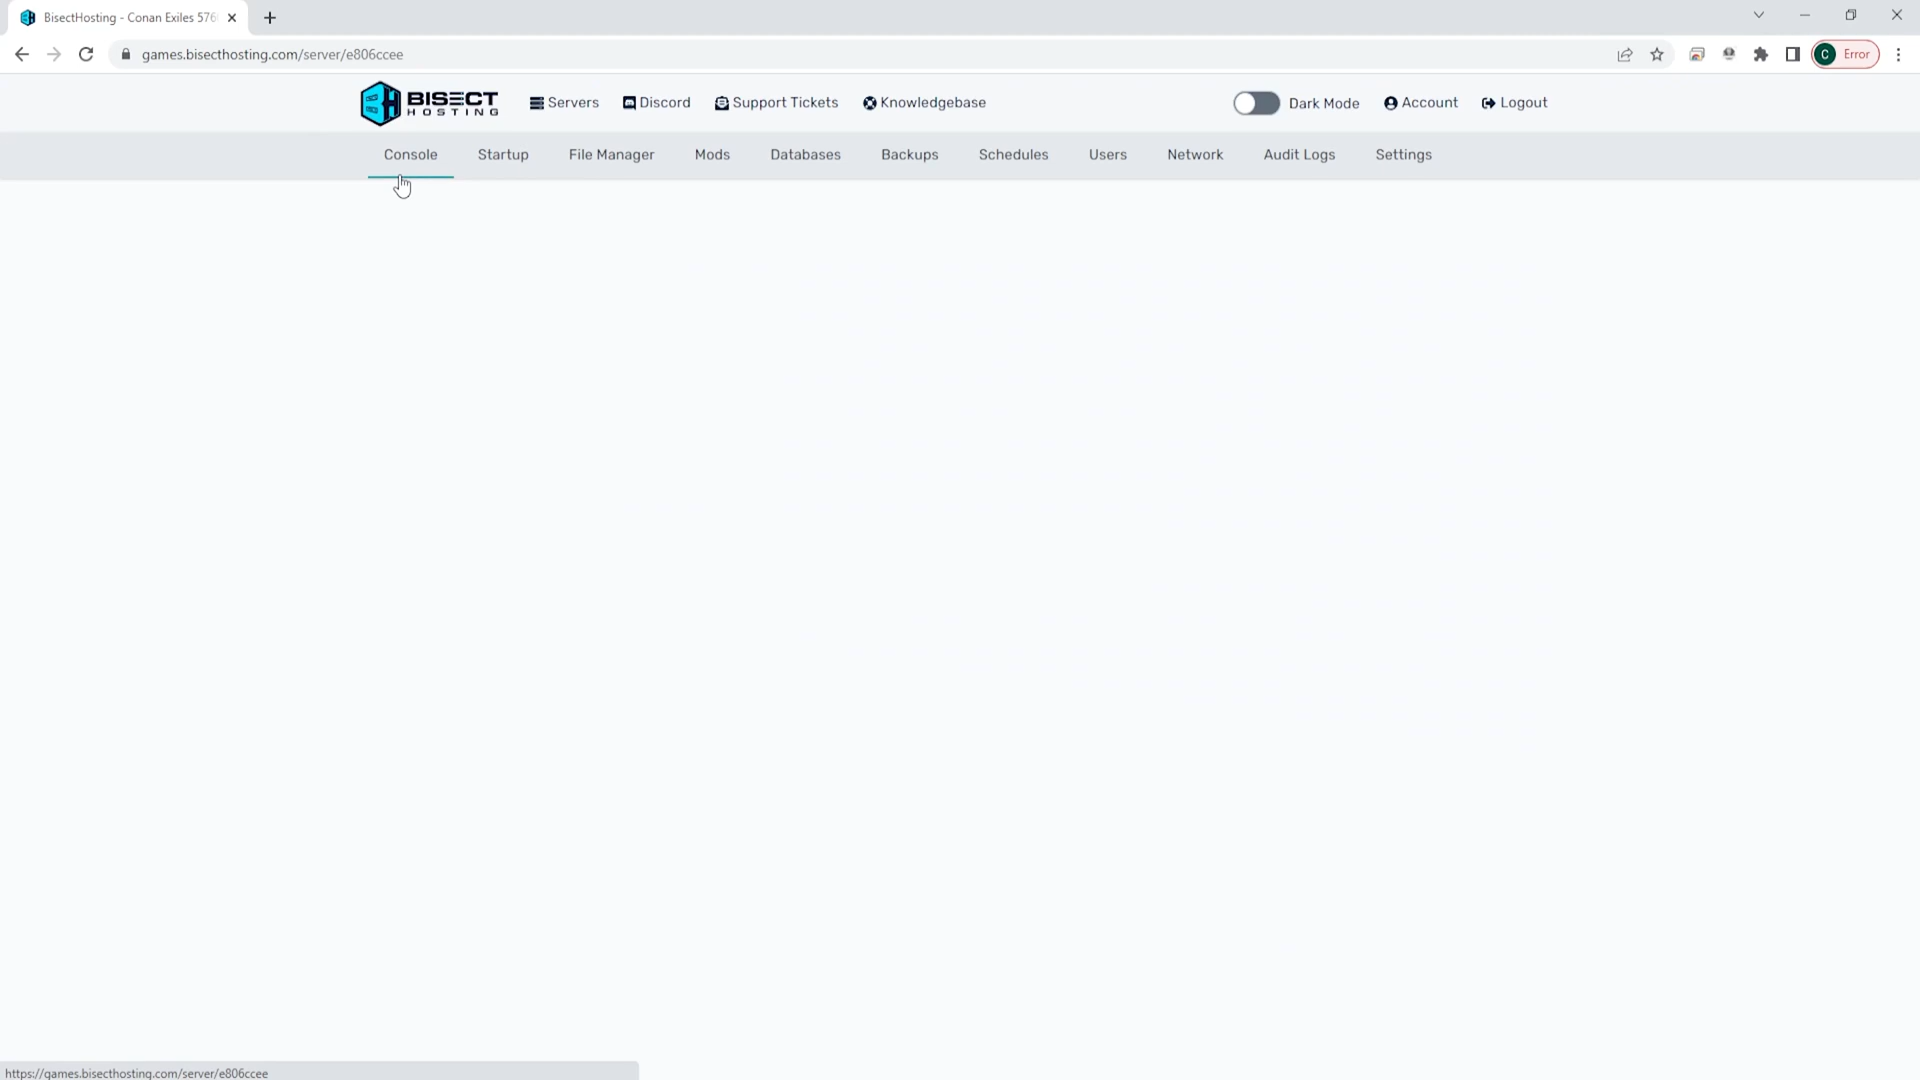 BisectHosting - Conan Exiles 576
games.bisecthosting.com/server/e806ccee
C Error
BISECT
HOSTING
Servers Discord Support Tickets Knowledgebase Dark Mode Account Logout
Console Startup File Manager Mods Databases Backups Schedules Users Network Audit Logs Settings
https://games.bisecthosting.com/server/e806ccee